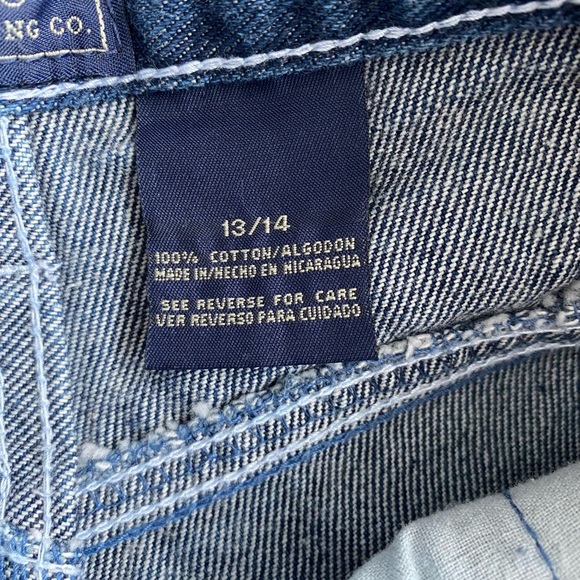 NG CO.
13/14
100% COTTON/ALGODON
MADE IN/HECHO EN NICARAGUA
SEE REVERSE FOR CARE
VER REVERSO PARA CUIDADO